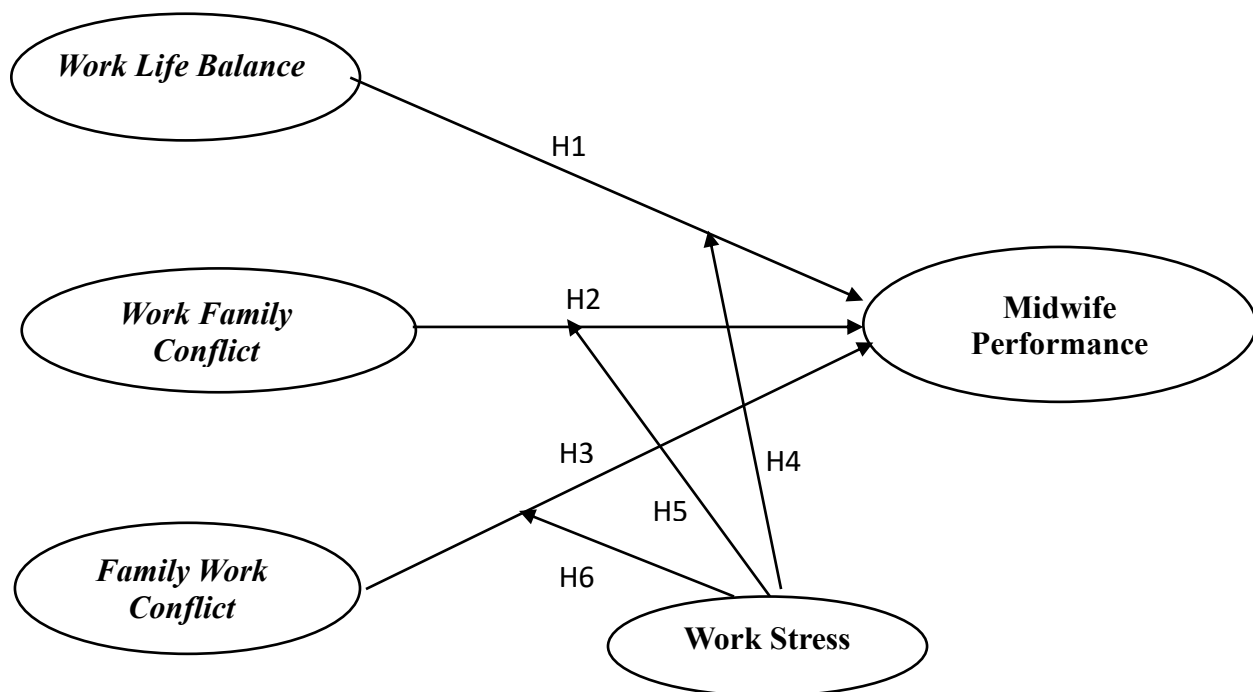 Work Life Balance
H1
Work Family
Conflict
H2
Midwife
Performance
H3
H4
H5
Family Work
Conflict
H6
Work Stress